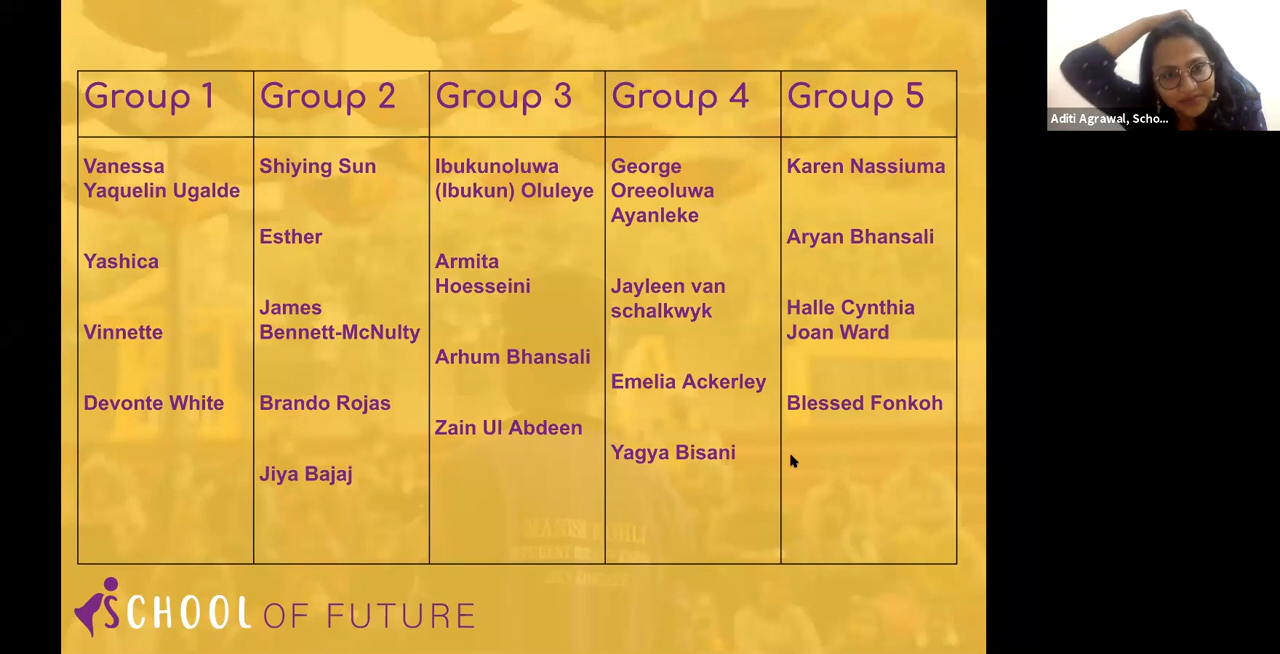 Group 1
Group 2
Group 3
Group 4
Group 5
Vanessa
Yaquelin Ugalde
Yashica
Vinnette
Devonte White
Shiying Sun
Esther
James
Bennett-McNulty
Brando Rojas
Jiya Bajaj
Ibukunoluwa
(Ibukun) Oluleye
Armita
Hoesseini
Arhum Bhansali
Zain Ul Abdeen
George
Oreeoluwa
Ayanleke
Jayleen van
schalkwyk
Emelia Ackerley
Yagya Bisani
Karen Nassiuma
Aryan Bhansali
Halle Cynthia
Joan Ward
Blessed Fonkoh
SCHOOL OF FUTURE
Aditi Agrawal, Scho...